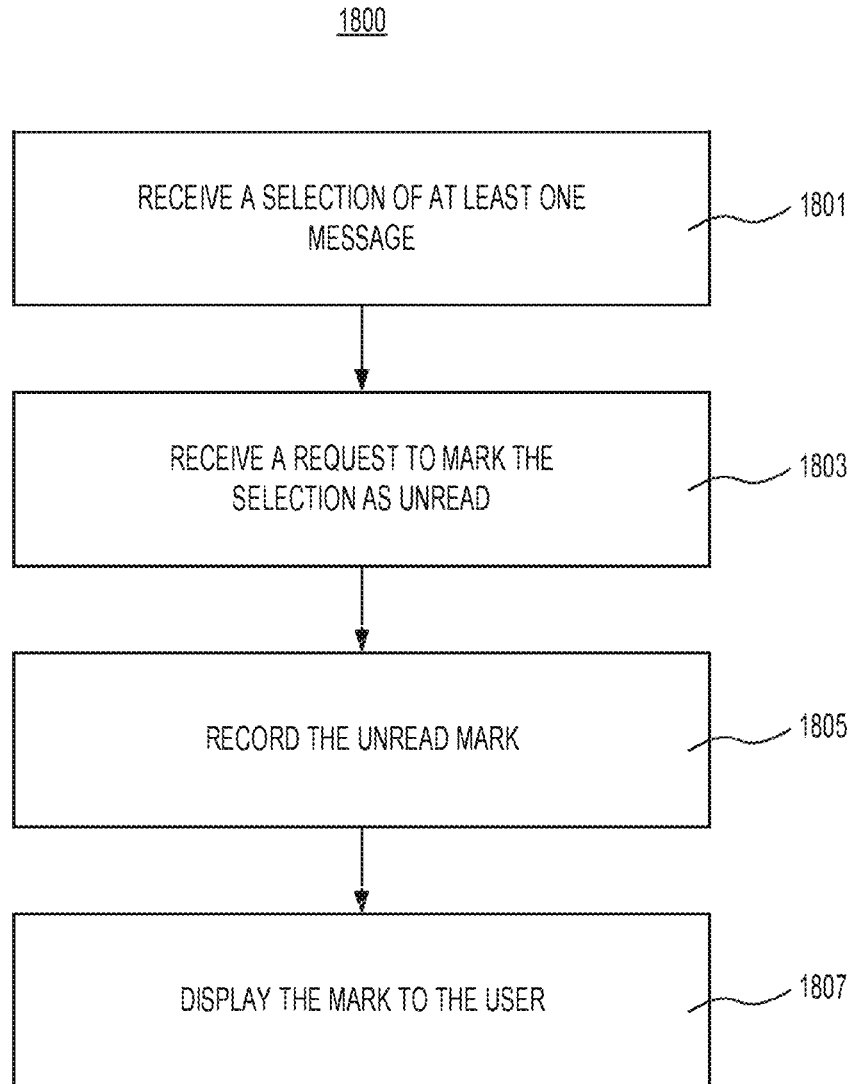 1800
RECEIVE A SELECTION OF AT LEAST ONE
MESSAGE
1801
RECEIVE A REQUEST TO MARK THE
SELECTION AS UNREAD
1803
RECORD THE UNREAD MARK
1805
DISPLAY THE MARK TO THE USER
1807